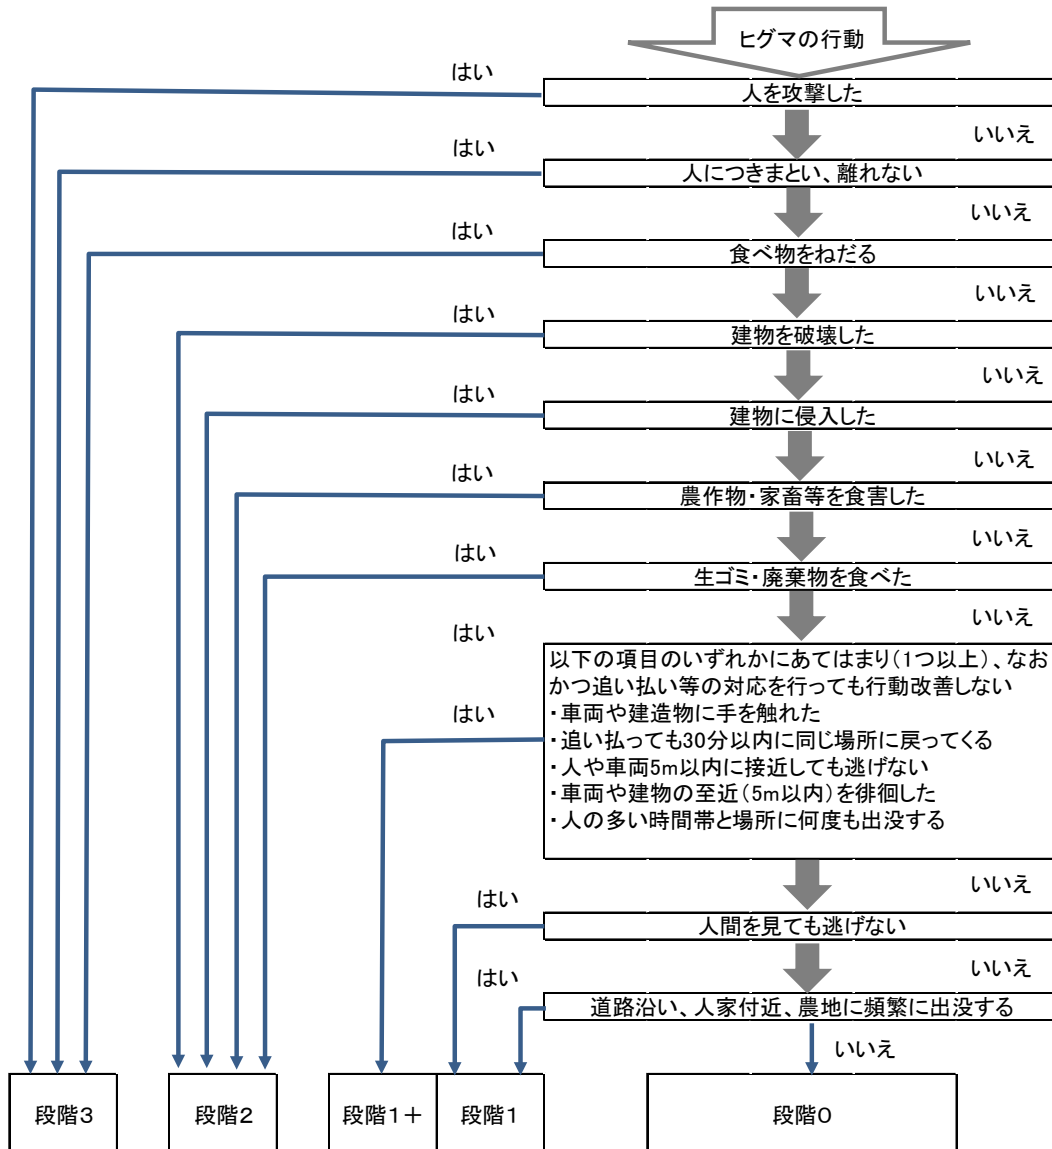 ヒグマの行動
はい
人を攻撃した
いいえ
はい
人につきまとい、離れない
いいえ
はい
食べ物をねだる
いいえ
はい
建物を破壊した
いいえ
はい
建物に侵入した
いいえ
はい
農作物・家畜等を食害した
いいえ
はい
生ゴミ・廃棄物を食べた
いいえ
はい
以下の項目のいずれかにあてはまり(1つ以上)、なお
かつ追い払い等の対応を行っても行動改善しない
・車両や建造物に手を触れた
はい
・追い払っても30分以内に同じ場所に戻ってくる
・人や車両5m以内に接近しても逃げない
・車両や建物の至近(5m以内)を徘徊した
・人の多い時間帯と場所に何度も出没する
いいえ
はい
人間を見ても逃げない
いいえ
はい
道路沿い、人家付近、農地に頻繁に出没する
いいえ
段階3
段階2
段階1+
段階1
段階0